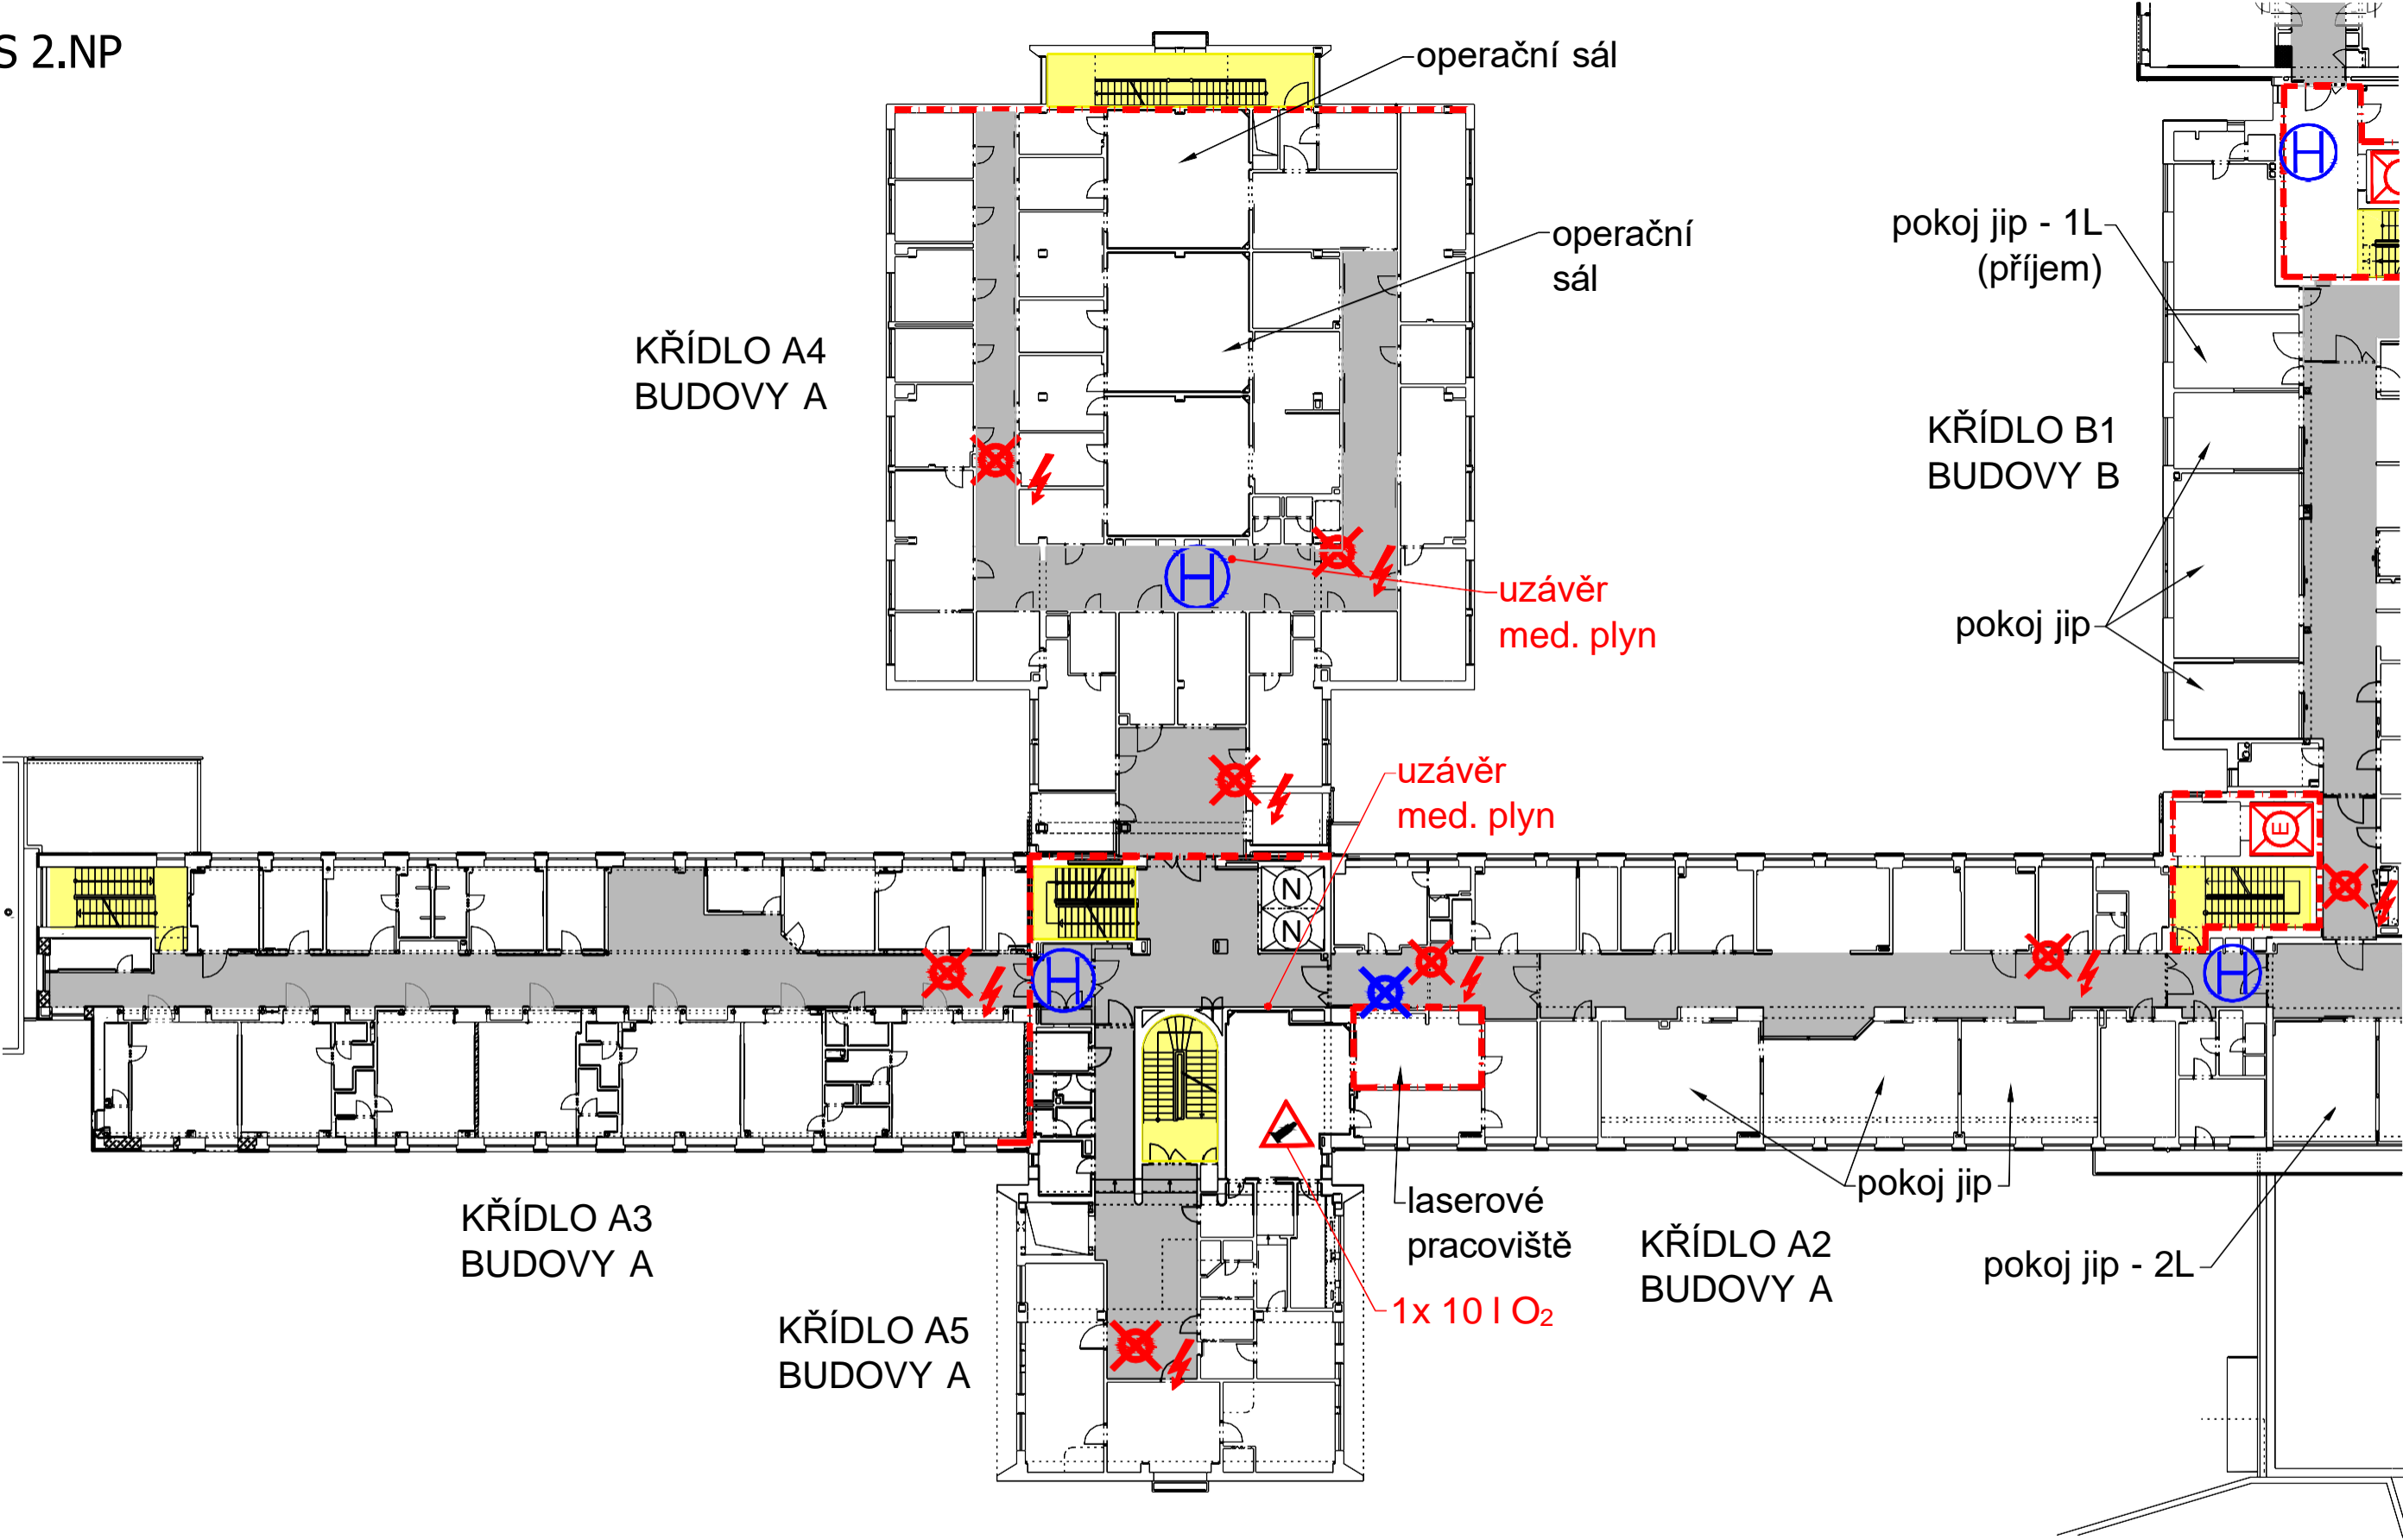 S 2.NP
operační sál
operační
sál
pokoj jip - 1L
(příjem)
KŘÍDLO A4
BUDOVY A
KŘÍDLO B1
BUDOVY B
H
H
uzávěr
med. plyn
pokoj jip
uzávěr
med. plyn
E
N
N
H
H
laserové
pracoviště
pokoj jip
KŘÍDLO A3
BUDOVY A
KŘÍDLO A2
BUDOVY A
pokoj jip - 2L
1x 10 l O₂
KŘÍDLO A5
BUDOVY A